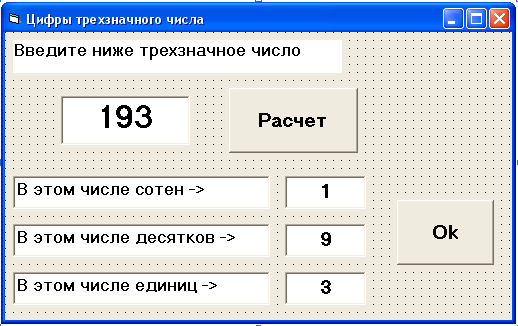 Цифры трехзначного числа
Введите ниже трехзначное число
193
Расчет
В этом числе сотен ->
1
В этом числе десятков ->
9
Ok
В этом числе единиц ->
3